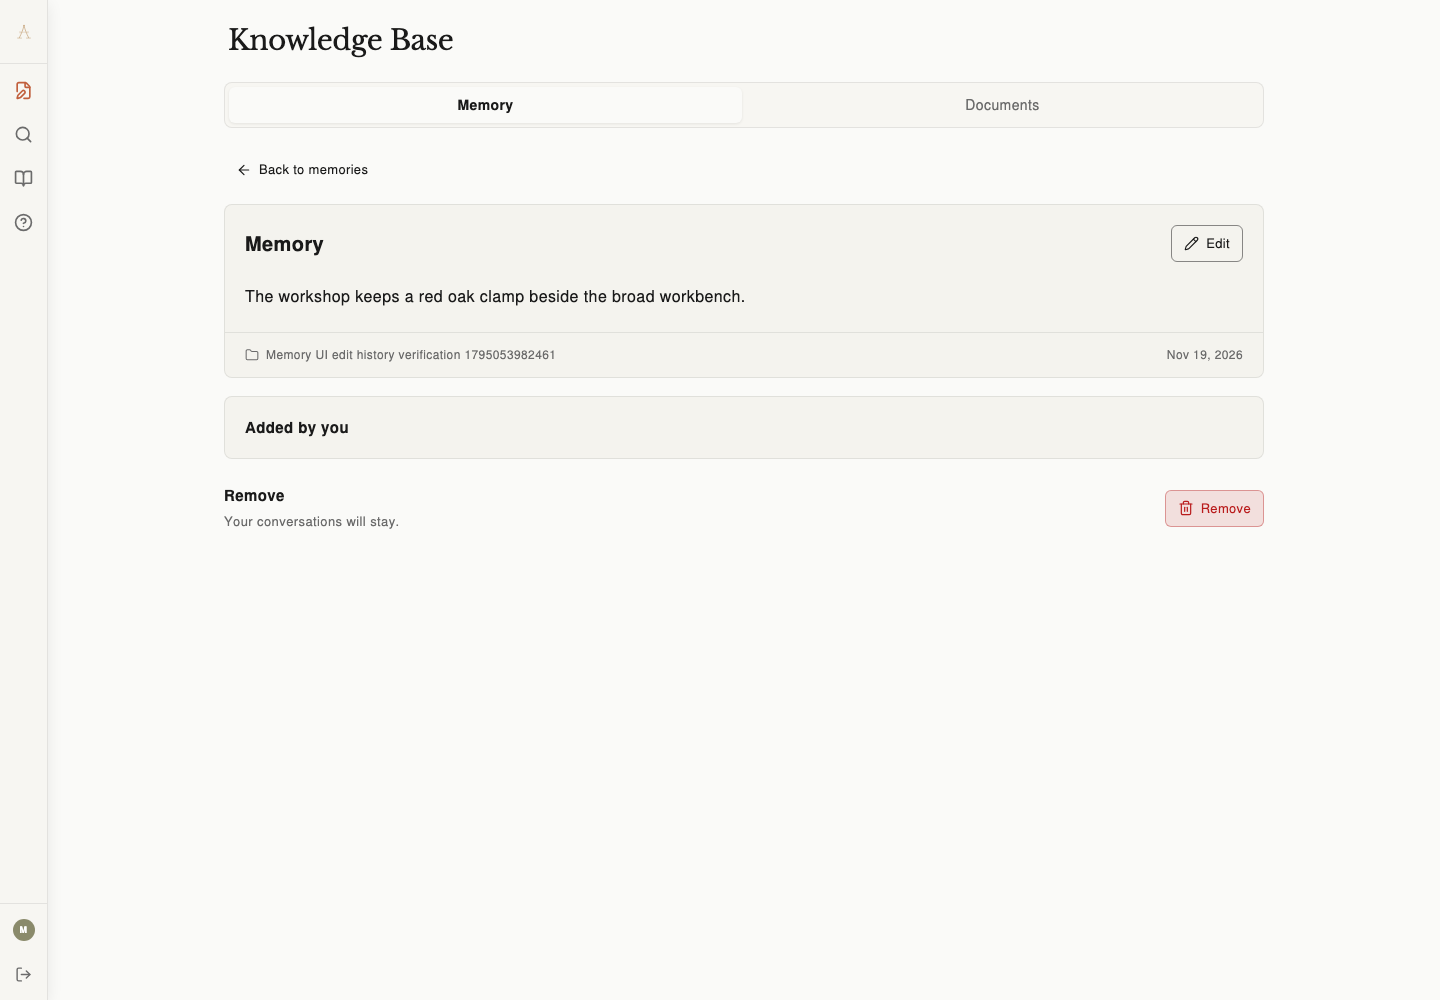 Knowledge Base
Memory
Documents
Back to memories
Memory
Edit
The workshop keeps a red oak clamp beside the broad workbench.
Memory UI edit history verification 1795053982461
Nov 19, 2026
Added by you
Remove
Your conversations will stay.
Remove
M